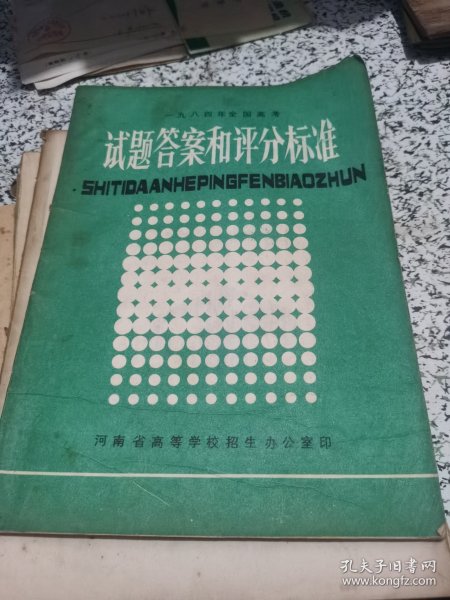 一九八四年全国高考
试题答案和评分标准
SHITIDAANHEPINGFENBIAOZHUN
河南省高等学校招生办公室印
孔夫子旧书网
www.kongfz.com